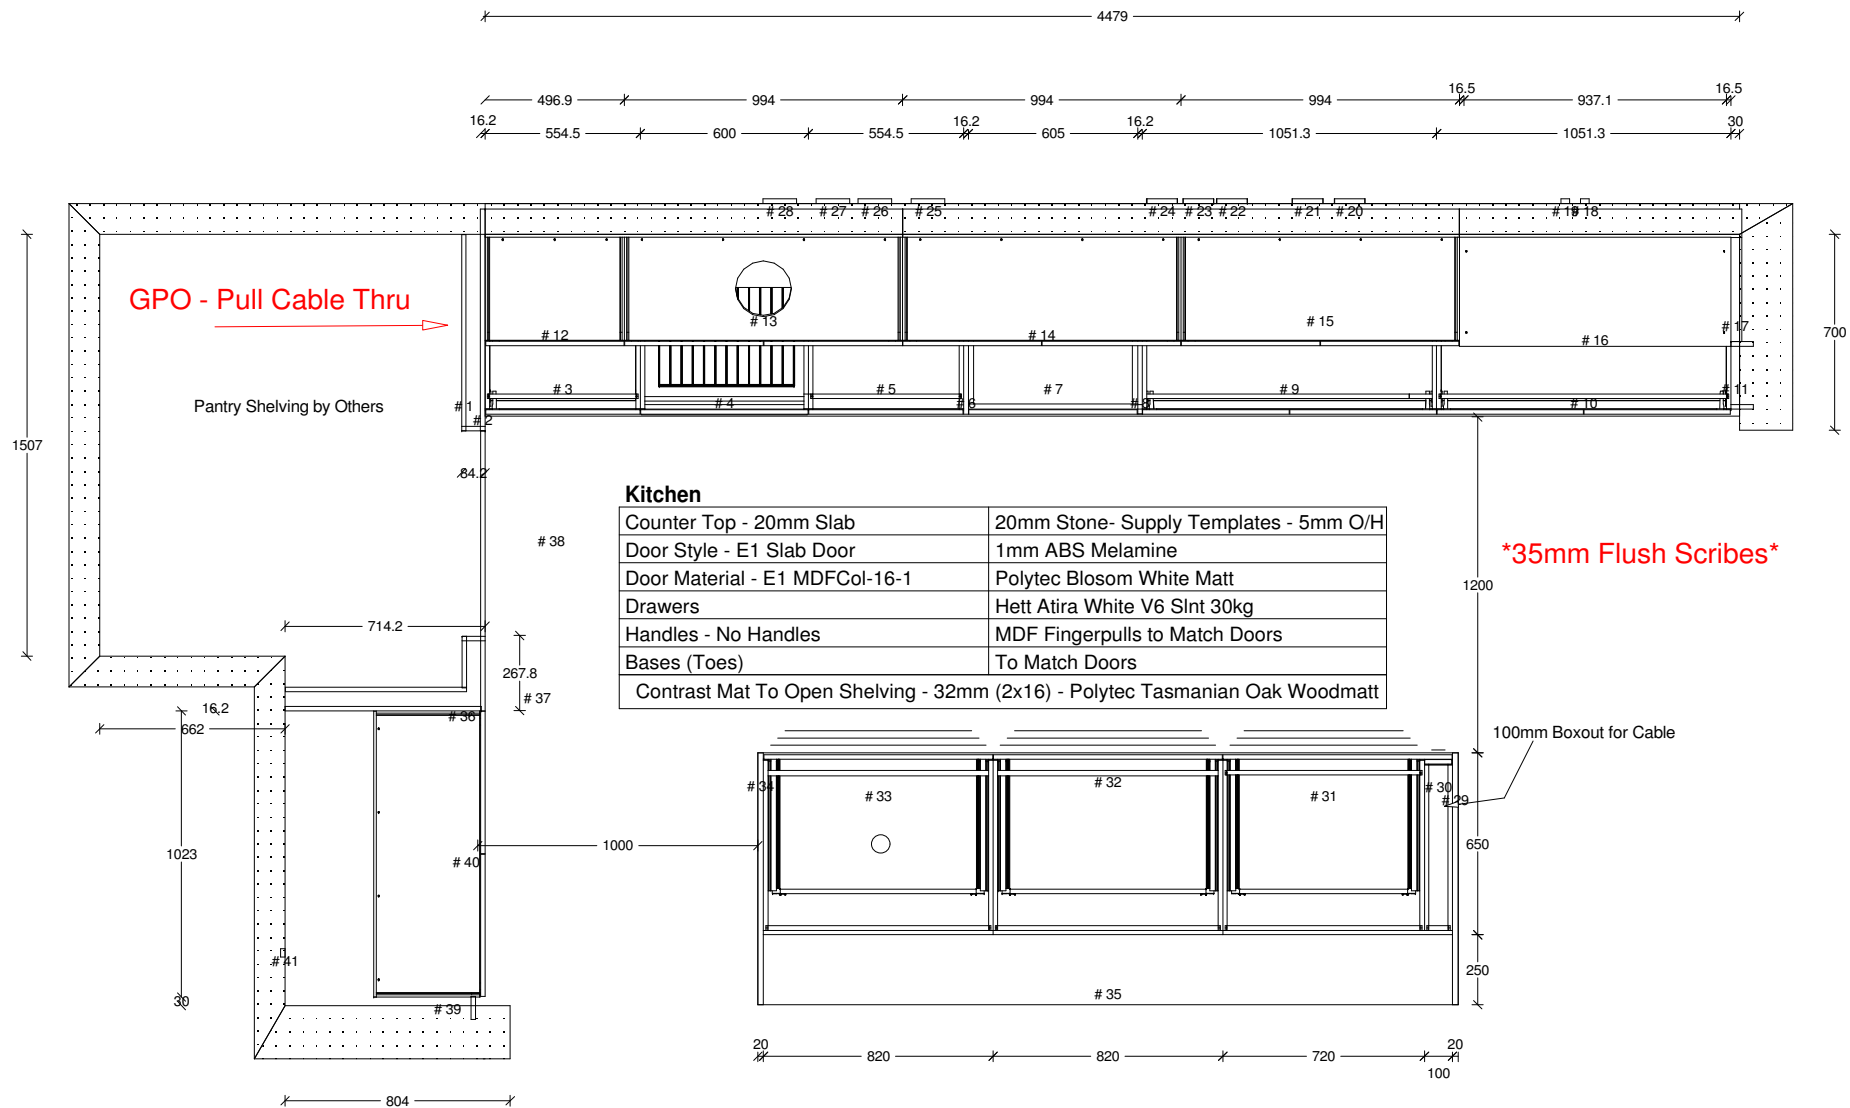 4479
496.9 994 994 994 16.5 937.1 16.5
16.2 554.5 600 554.5 16.2 605 16.2 1051.3 1051.3 30
# 28 # 27 # 26 # 25 # 24 # 23 # 22 # 21 # 20 # 19 # 18
GPO - Pull Cable Thru
# 12 # 13 # 14 # 15 # 16 # 17
700
# 3 # 4 # 5 # 6 # 7 # 8 # 9 # 10 # 11
Pantry Shelving by Others
# 1
# 2
1507
84.2
# 38
Kitchen
Counter Top - 20mm Slab 20mm Stone- Supply Templates - 5mm O/H
Door Style - E1 Slab Door 1mm ABS Melamine
Door Material - E1 MDFCol-16-1 Polytec Blosom White Matt
Drawers Hett Atira White V6 Slnt 30kg
Handles - No Handles MDF Fingerpulls to Match Doors
Bases (Toes) To Match Doors
Contrast Mat To Open Shelving - 32mm (2x16) - Polytec Tasmanian Oak Woodmatt
*35mm Flush Scribes*
1200
714.2
267.8
# 37
16.2
# 36
662
100mm Boxout for Cable
# 34 # 33 # 32 # 31 # 30 # 29
1023
# 40
1000
650
# 41
30
# 39
# 35
250
20 820 820 720 20
100
804